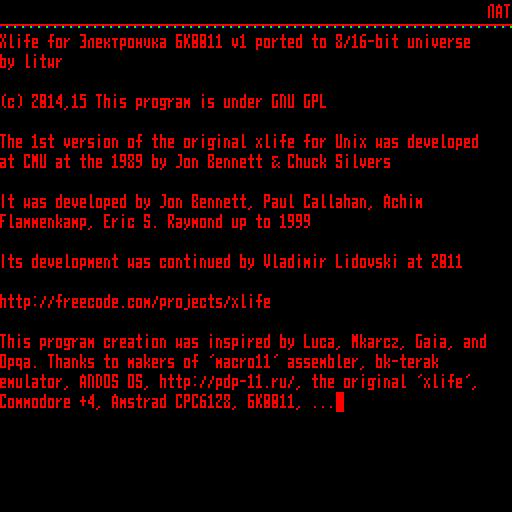 ЛАТ
Xlife for Электроника БК0011 v1 ported to 8/16-bit universe
by litwr
(c) 2014,15 This program is under GNU GPL
The 1st version of the original xlife for Unix was developed
at CMU at the 1989 by Jon Bennett & Chuck Silvers
It was developed by Jon Bennett, Paul Callahan, Achim
Flammenkamp, Eric S. Raymond up to 1999
Its development was continued by Vladimir Lidovski at 2011
http://freecode.com/projects/xlife
This program creation was inspired by Luca, Mkarcz, Gaia, and
Opqa. Thanks to makers of 'macro11' assembler, bk-terak
emulator, ANDOS OS, http://pdp-11.ru/, the original 'xlife',
Commodore +4, Amstrad CPC6128, БК0011, ...